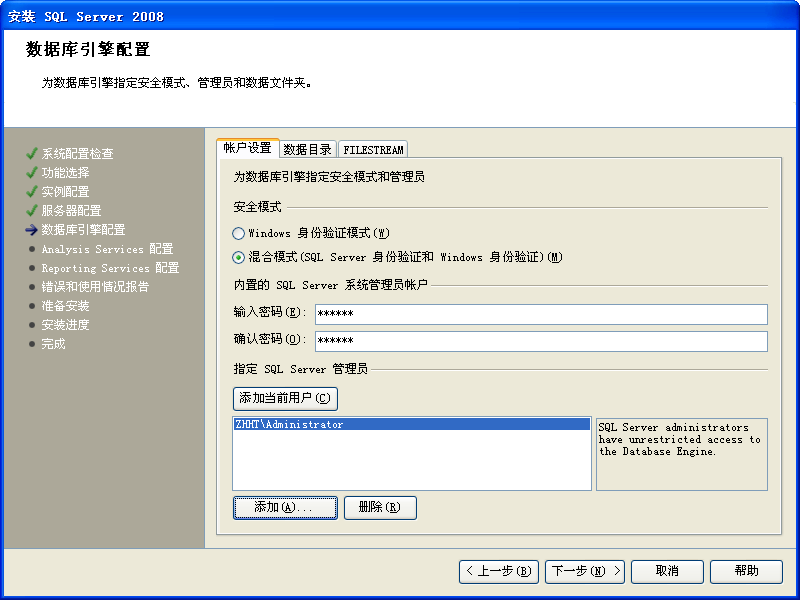 安装 SQL Server 2008
数据库引擎配置
为数据库引擎指定安全模式、管理员和数据文件夹。
系统配置检查
功能选择
实例配置
服务器配置
数据库引擎配置
Analysis Services 配置
Reporting Services 配置
错误和使用情况报告
准备安装
安装进度
完成
帐户设置 数据目录 FILESTREAM
为数据库引擎指定安全模式和管理员
安全模式
Windows 身份验证模式(W)
混合模式(SQL Server 身份验证和 Windows 身份验证)(M)
内置的 SQL Server 系统管理员帐户
输入密码(E): ******
确认密码(O): ******
指定 SQL Server 管理员
添加当前用户(C)
ZHHT\Administrator
SQL Server administrators
have unrestricted access to
the Database Engine.
添加(A)... 删除(R)
< 上一步(B) 下一步(N) > 取消 帮助